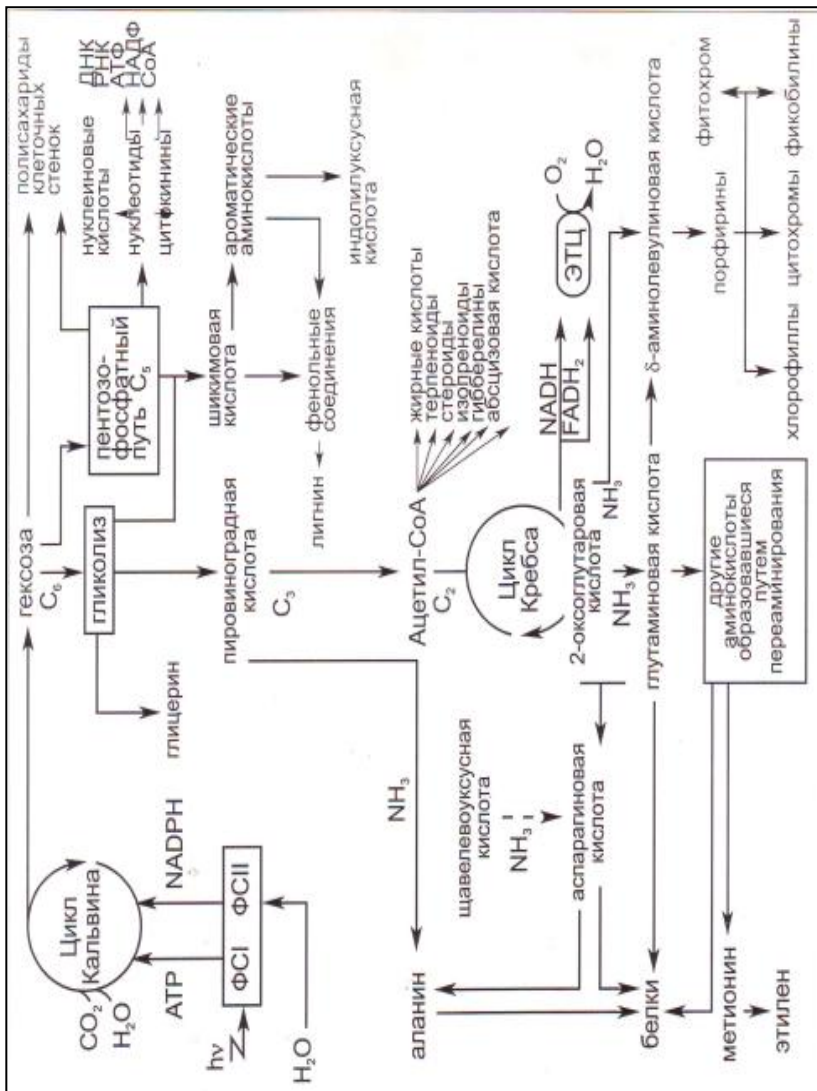 CO₂
H₂O
Цикл
Кальвина
ATP
NADPH
hν
ФСI ФСII
H₂O
гексоза
C₆
гликолиз
глицерин
пентозо-
фосфатный
путь C₅
полисахариды
клеточных
стенок
нуклеиновые
кислоты
нуклеотиды
цитокинины
ДНК
РНК
АТФ
НАДФ
CoA
пировиноградная
кислота
C₃
шикимовая
кислота
ароматические
аминокислоты
лигнин
фенольные
соединения
индолилуксусная
кислота
NH₃
аланин
Ацетил-CoA
C₂
жирные кислоты
терпеноиды
стероиды
изопреноиды
гибберелины
абсцизовая кислота
Цикл
Кребса
NADH
FADH₂
ЭТЦ
O₂
H₂O
щавелевоуксусная
кислота
NH₃
аспарагиновая
кислота
2-оксоглутаровая
кислота
NH₃
NH₃
белки
глутаминовая кислота
δ-аминолевулиновая кислота
метионин
этилен
другие
аминокислоты
образовавшиеся
путем
переаминирования
порфирины
фитохром
хлорофиллы
цитохромы
фикобилины